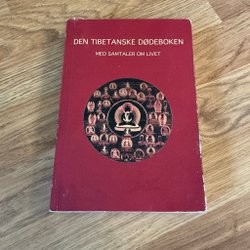 DEN TIBETANSKE DØDEBOKEN
MED SAMTALER OM LIVET